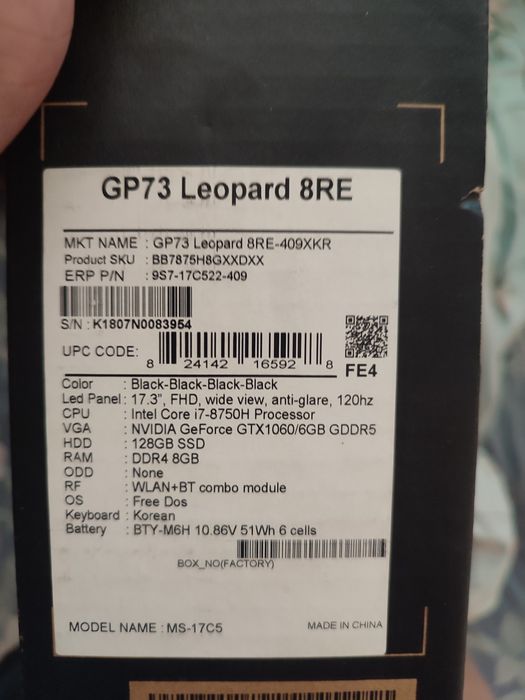 GP73 Leopard 8RE
MKT NAME : GP73 Leopard 8RE-409XKR
Product SKU : BB7875H8GXXDXX
ERP P/N : 9S7-17C522-409
S/N : K1807N0083954
UPC CODE:
8 24142 16592 8
FE4
Color : Black-Black-Black-Black
Led Panel : 17.3", FHD, wide view, anti-glare, 120hz
CPU : Intel Core i7-8750H Processor
VGA : NVIDIA GeForce GTX1060/6GB GDDR5
HDD : 128GB SSD
RAM : DDR4 8GB
ODD : None
RF : WLAN+BT combo module
OS : Free Dos
Keyboard : Korean
Battery : BTY-M6H 10.86V 51Wh 6 cells
BOX_NO(FACTORY)
MODEL NAME : MS-17C5
MADE IN CHINA